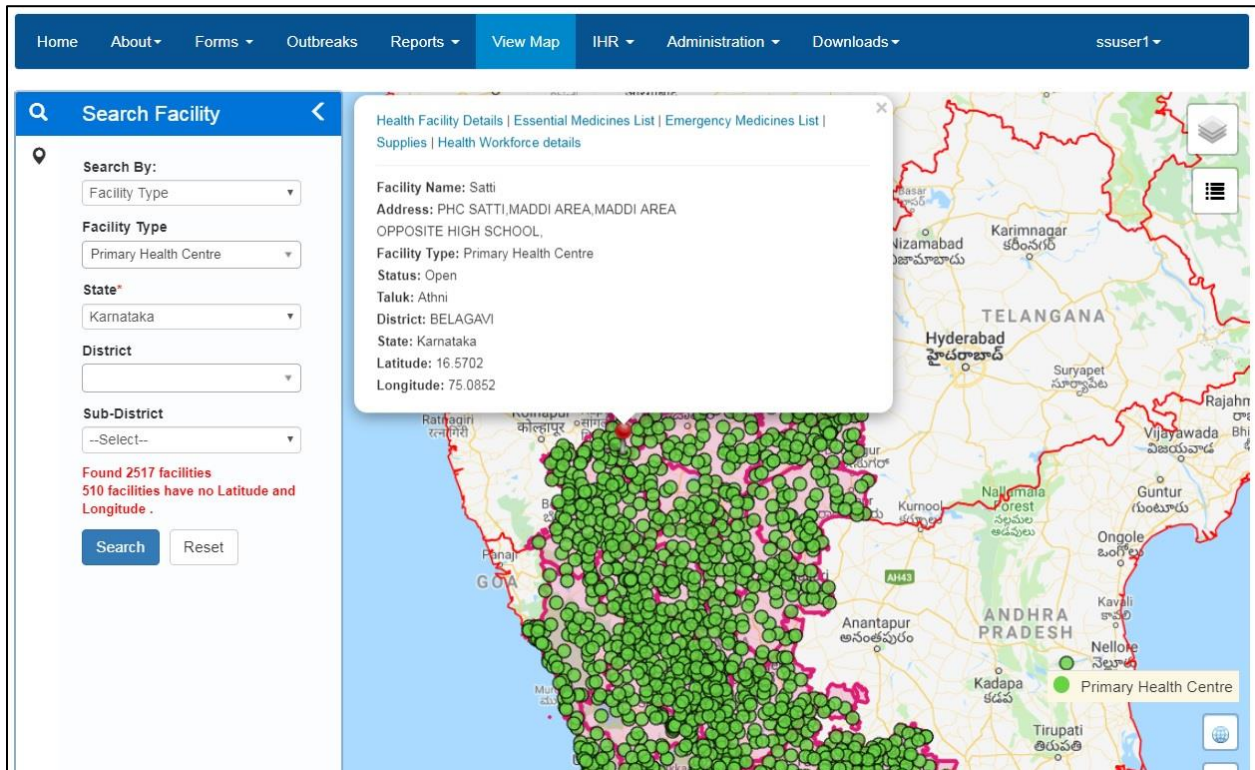 Home About Forms Outbreaks Reports View Map IHR Administration Downloads ssuser1
Search Facility
Search By:
Facility Type
Facility Type
Primary Health Centre
State*
Karnataka
District
Sub-District
--Select--
Found 2517 facilities
510 facilities have no Latitude and
Longitude .
Search Reset
Health Facility Details | Essential Medicines List | Emergency Medicines List |
Supplies | Health Workforce details
×
Facility Name: Satti
Address: PHC SATTI,MADDI AREA,MADDI AREA
OPPOSITE HIGH SCHOOL,
Facility Type: Primary Health Centre
Status: Open
Taluk: Athni
District: BELAGAVI
State: Karnataka
Latitude: 16.5702
Longitude: 75.0852
Basar
Nizamabad
Karimnagar
కరీంనగర్
TELANGANA
Hyderabad
హైదరాబాద్
Suryapet
సూర్యాపేట
Ratnagiri
रत्नागिरी
कोल्हापूर
Vijayawada
విజయవాడ
Kurnool
Nallamala
Forest
నల్లమల
అడవులు
Guntur
గుంటూరు
Ongole
ఒంగోలు
Panaji
GOA
AH43
Anantapur
అనంతపురం
ANDHRA
PRADESH
Kavali
కావలి
Nellore
Kadapa
కడప
Primary Health Centre
Tirupati
తిరుపతి